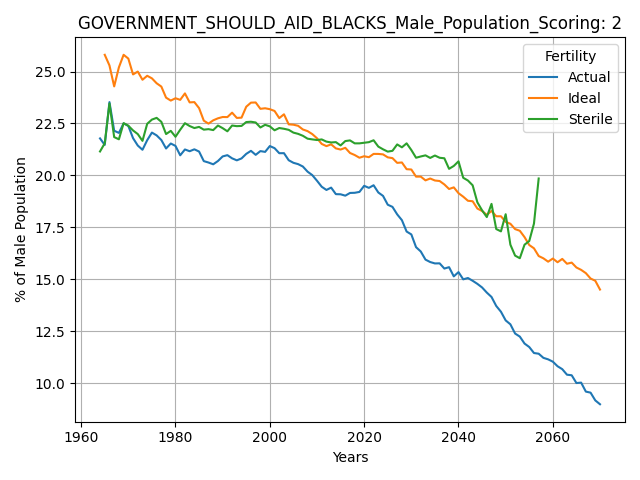 GOVERNMENT_SHOULD_AID_BLACKS_Male_Population_Scoring: 2
Fertility
Actual
Ideal
Sterile
% of Male Population
25.0
22.5
20.0
17.5
15.0
12.5
10.0
1960
1980
2000
2020
2040
2060
Years